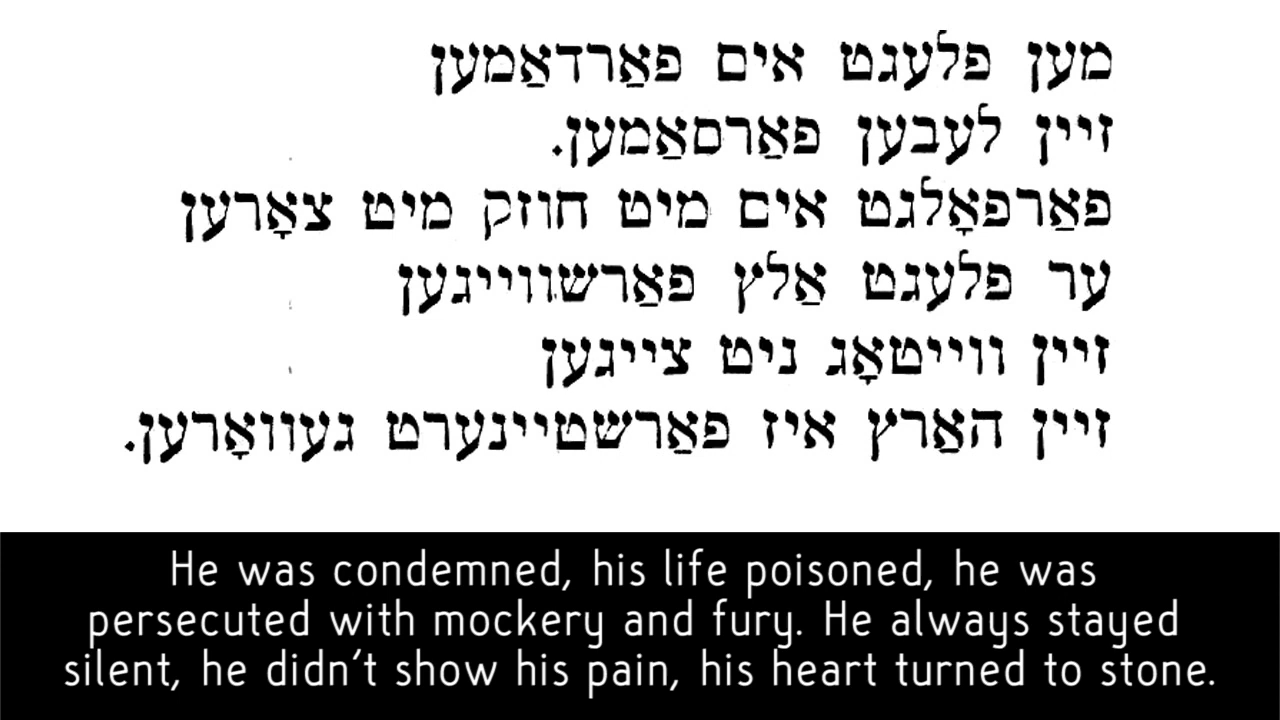 מען פלעגט אים פאַרדאַמען
זיין לעבען פאַרסאַמען.
פאַרפאָלגט אים מיט חוזק מיט צאָרען
ער פלעגט אַלץ פאַרשווייגען
זיין ווייטאָג ניט צייגען
זיין האַרץ איז פאַרשטיינערט געוואָרען.
He was condemned, his life poisoned, he was
persecuted with mockery and fury. He always stayed
silent, he didn't show his pain, his heart turned to stone.